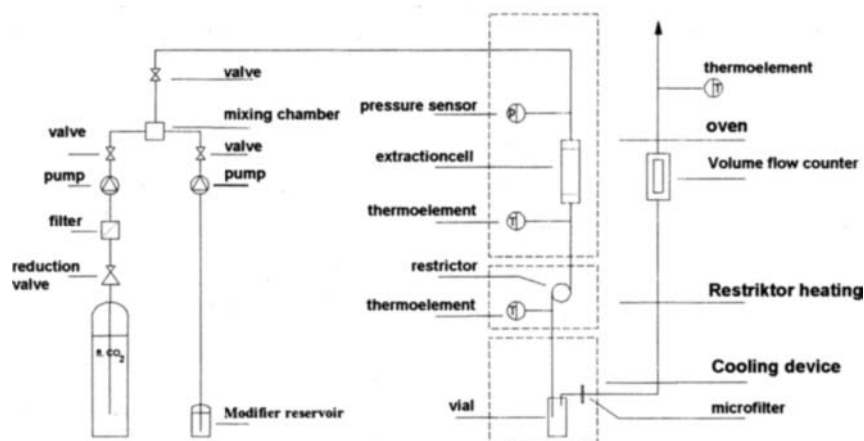 valve
mixing chamber
valve
valve
pump
pump
filter
reduction
valve
fl. CO2
Modifier reservoir
pressure sensor
P
extractioncell
thermoelement
T
restrictor
thermoelement
T
vial
thermoelement
T
oven
Volume flow counter
Restriktor heating
Cooling device
microfilter